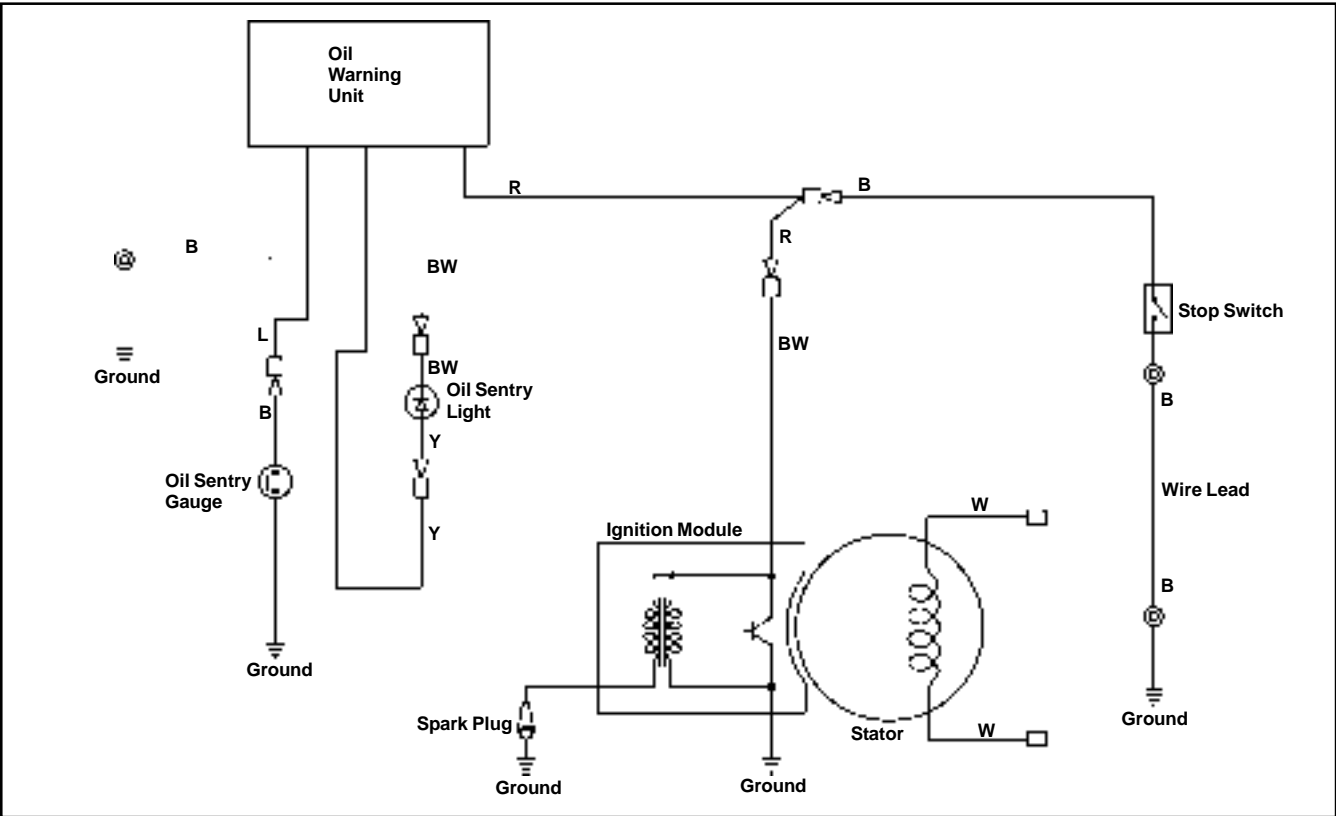 Oil
Warning
Unit
R
B
R
B
BW
L
Stop Switch
BW
Ground
BW
Oil Sentry
Light
B
B
Y
Oil Sentry
Gauge
Wire Lead
W
Ignition Module
Y
B
Ground
Ground
Spark Plug
Stator
W
Ground
Ground